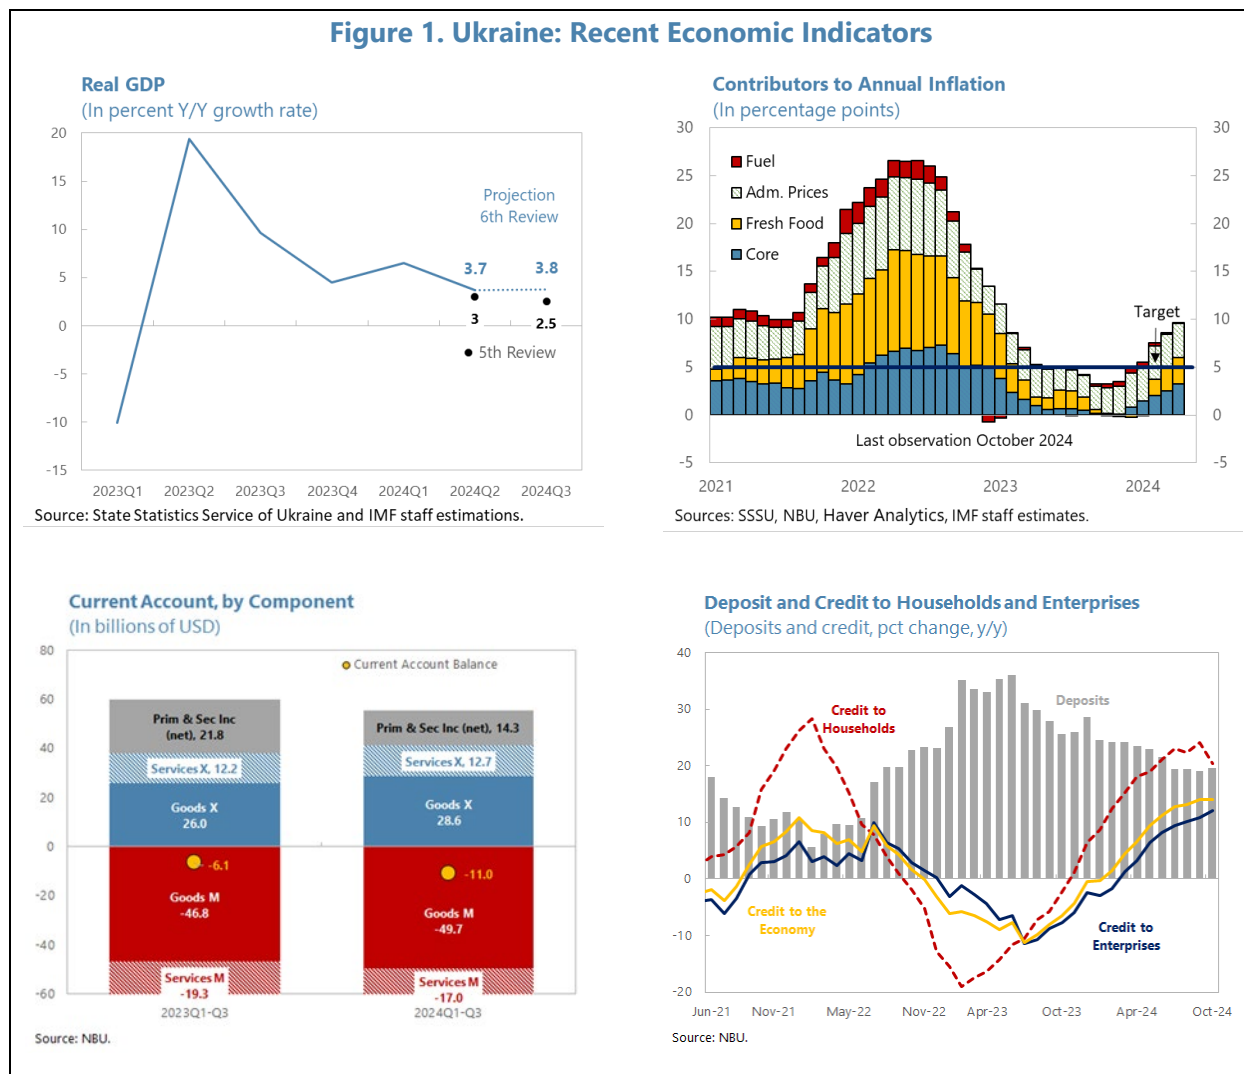 Figure 1. Ukraine: Recent Economic Indicators
Real GDP
(In percent Y/Y growth rate)
20
15
10
5
0
-5
-10
-15
Projection
6th Review
3.7
3.8
3
2.5
5th Review
2023Q1 2023Q2 2023Q3 2023Q4 2024Q1 2024Q2 2024Q3
Source: State Statistics Service of Ukraine and IMF staff estimations.
Contributors to Annual Inflation
(In percentage points)
30 30
25 25
20 20
15 15
10 10
5 5
0 0
-5 -5
Fuel
Adm. Prices
Fresh Food
Core
Target
Last observation October 2024
2021 2022 2023 2024
Sources: SSSU, NBU, Haver Analytics, IMF staff estimates.
Current Account, by Component
(In billions of USD)
80
60
40
20
0
-20
-40
-60
Current Account Balance
Prim & Sec Inc
(net), 21.8
Services X, 12.2
Goods X
26.0
-6.1
Goods M
-46.8
Services M
-19.3
Prim & Sec Inc (net), 14.3
Services X, 12.7
Goods X
28.6
-11.0
Goods M
-49.7
Services M
-17.0
2023Q1-Q3 2024Q1-Q3
Source: NBU.
Deposit and Credit to Households and Enterprises
(Deposits and credit, pct change, y/y)
40
30
20
10
0
-10
-20
Credit to
Households
Deposits
Credit to the
Economy
Credit to
Enterprises
Jun-21 Nov-21 May-22 Nov-22 Apr-23 Oct-23 Apr-24 Oct-24
Source: NBU.